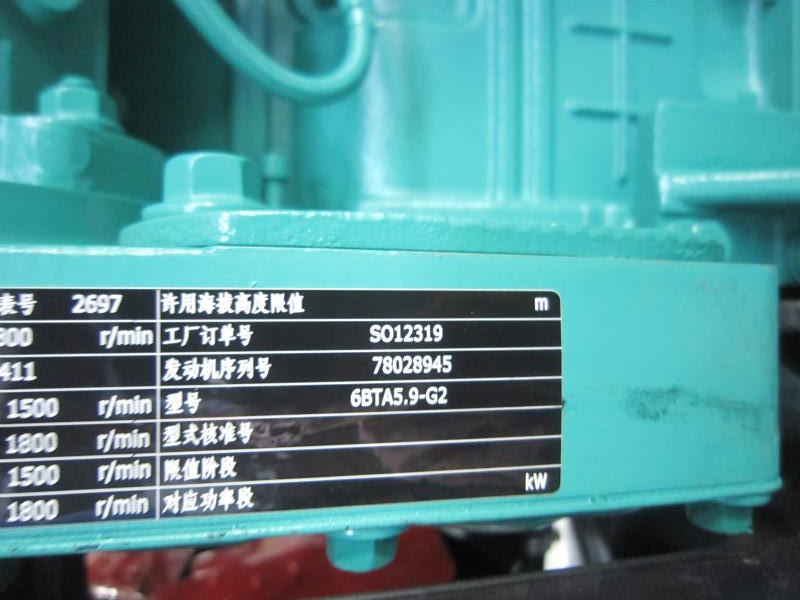 表号 2697 许用海拔高度限值 m
800 r/min 工厂订单号 SO12319
411 发动机序列号 78028945
1500 r/min 型号 6BTA5.9-G2
1800 r/min 型式核准号
1500 r/min 限值阶段
1800 r/min 对应功率段 kW